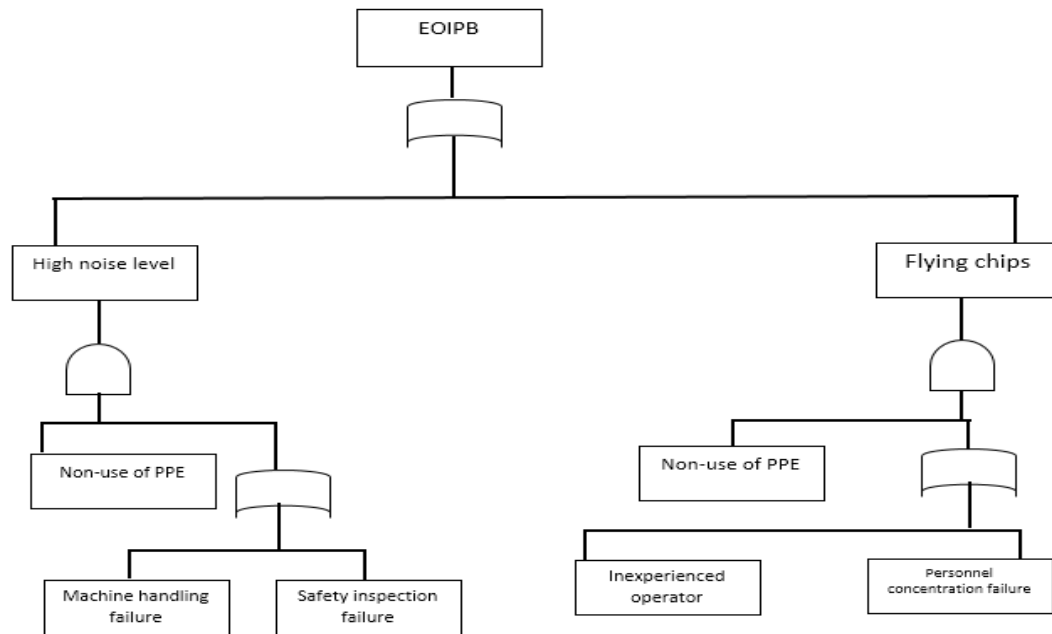 EOIPB
High noise level
Flying chips
Non-use of PPE
Non-use of PPE
Machine handling
failure
Safety inspection
failure
Inexperienced
operator
Personnel
concentration failure